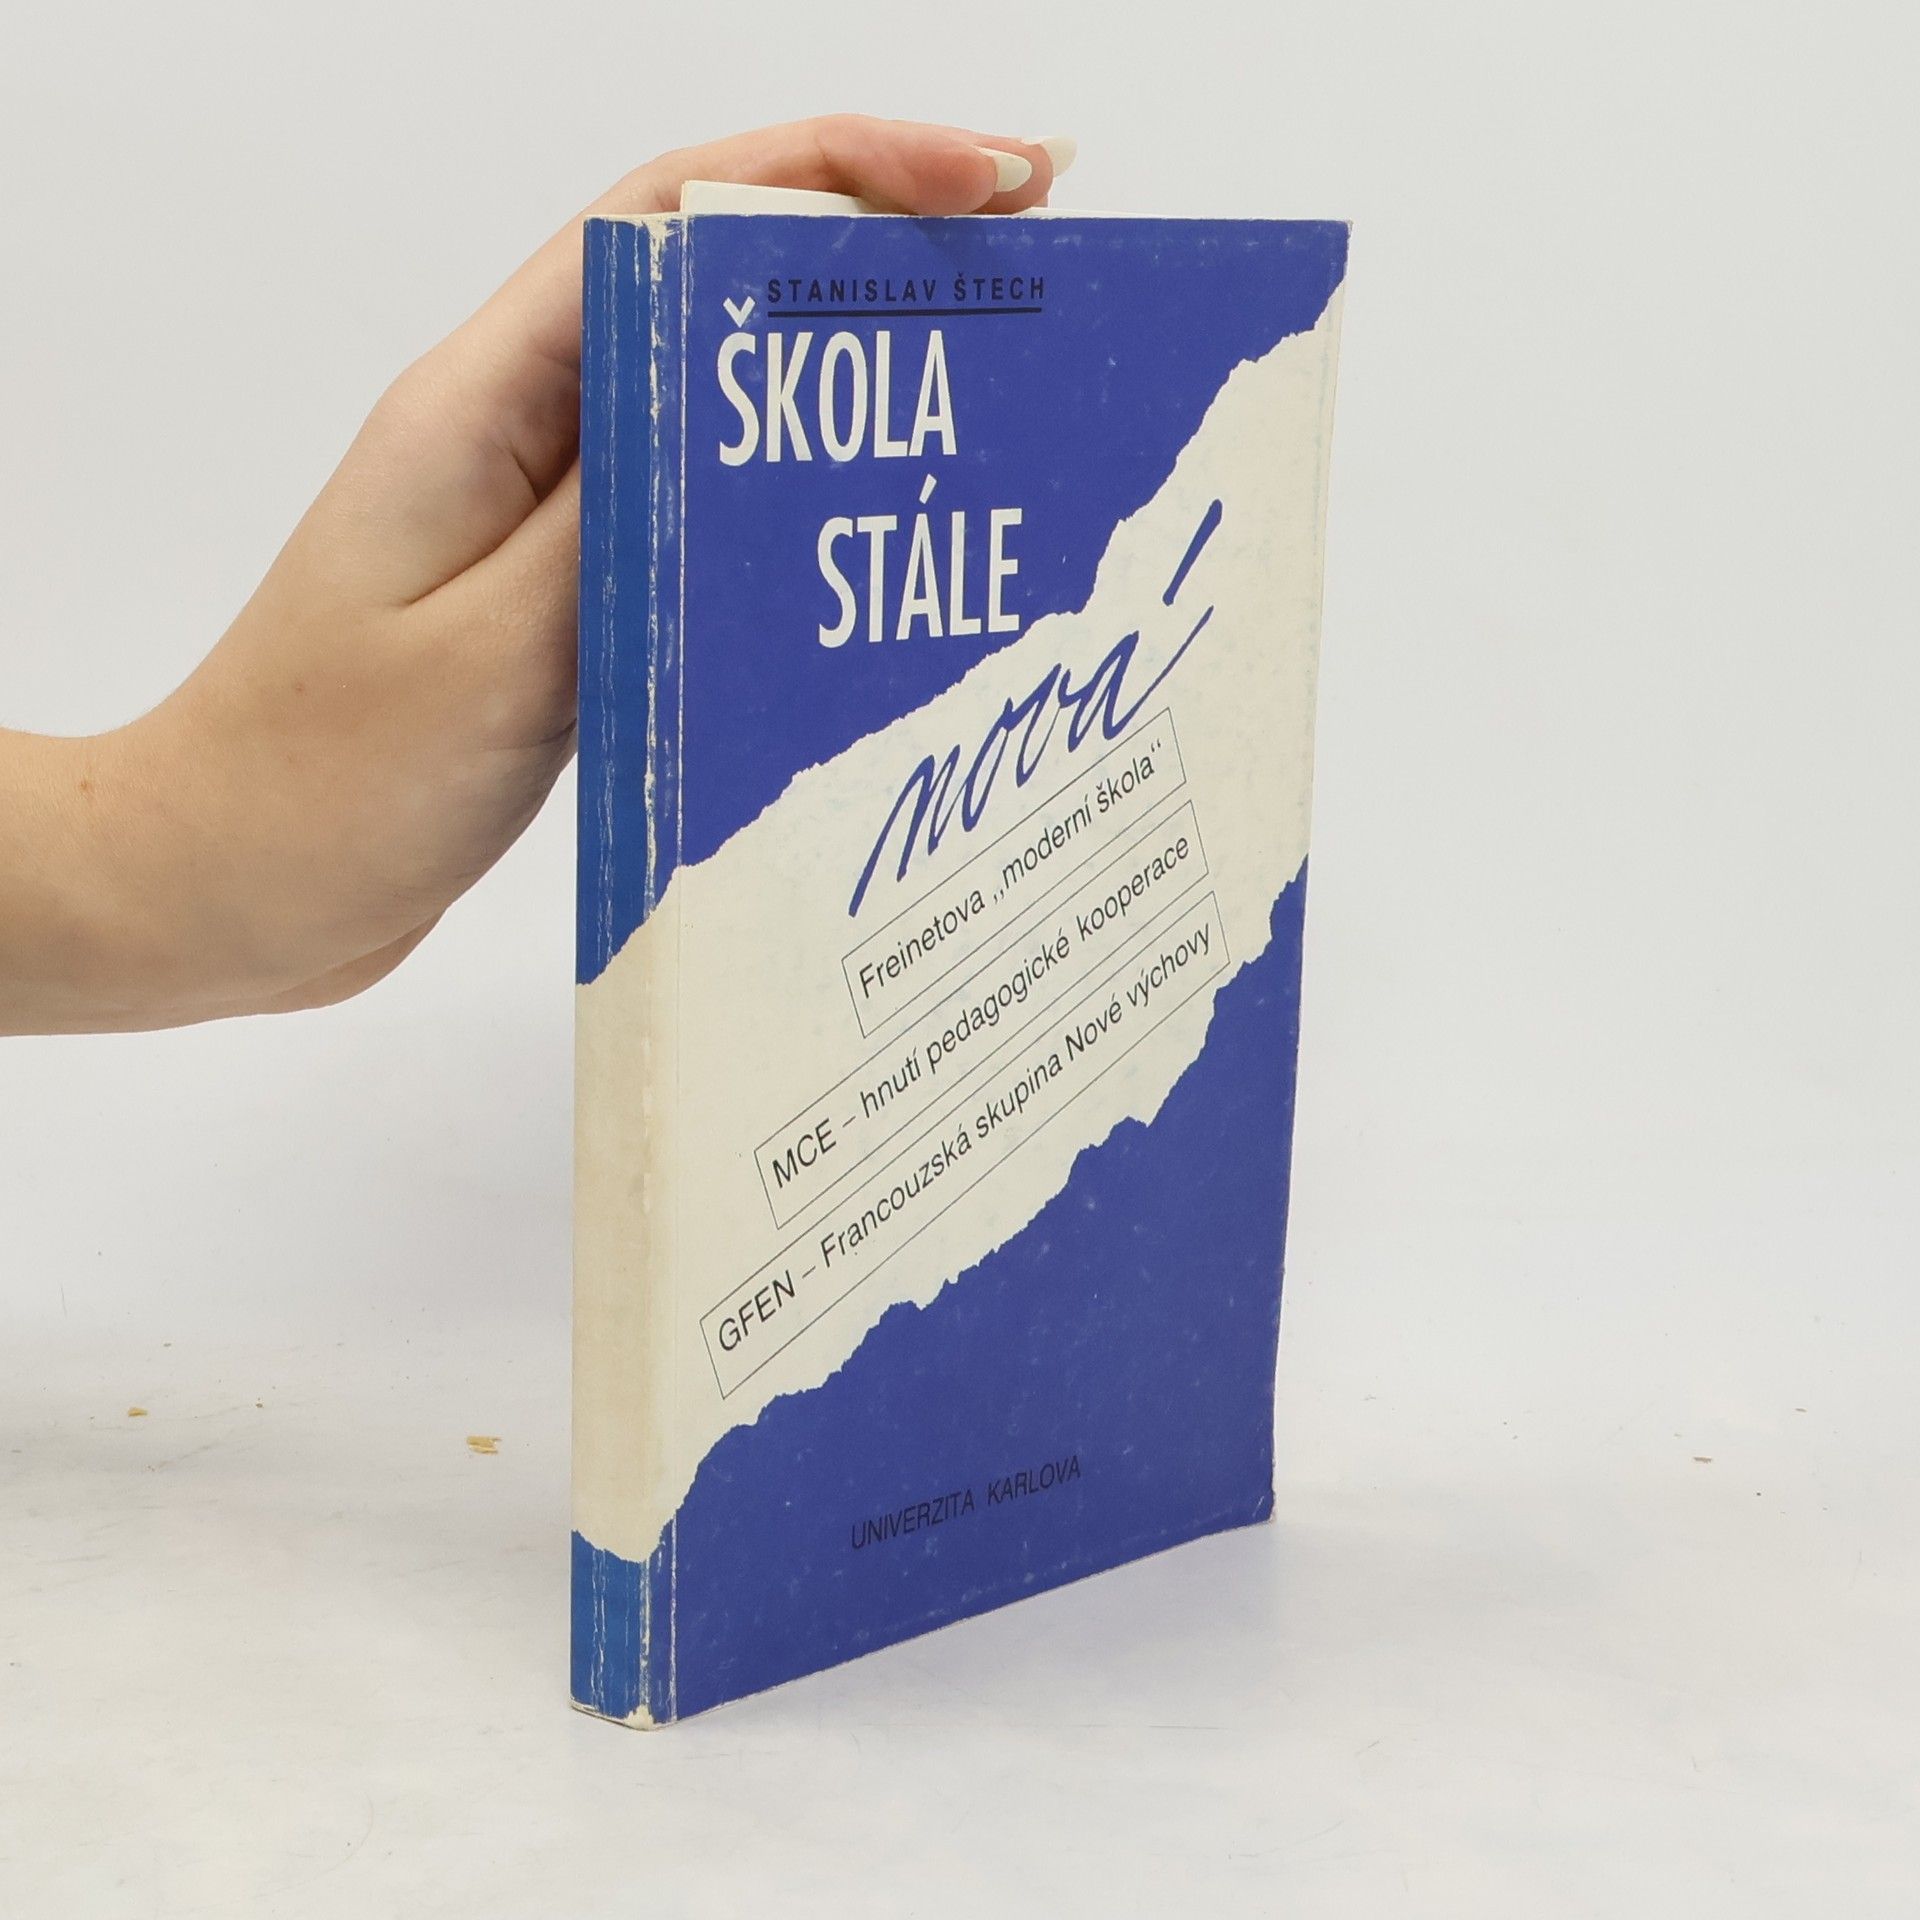 STANISLAV ŠTECH
ŠKOLA
STÁLE
nová
Freinetova „moderní škola“
MCE – hnutí pedagogické kooperace
GFEN – Francouzská skupina Nové výchovy
UNIVERZITA KARLOVA